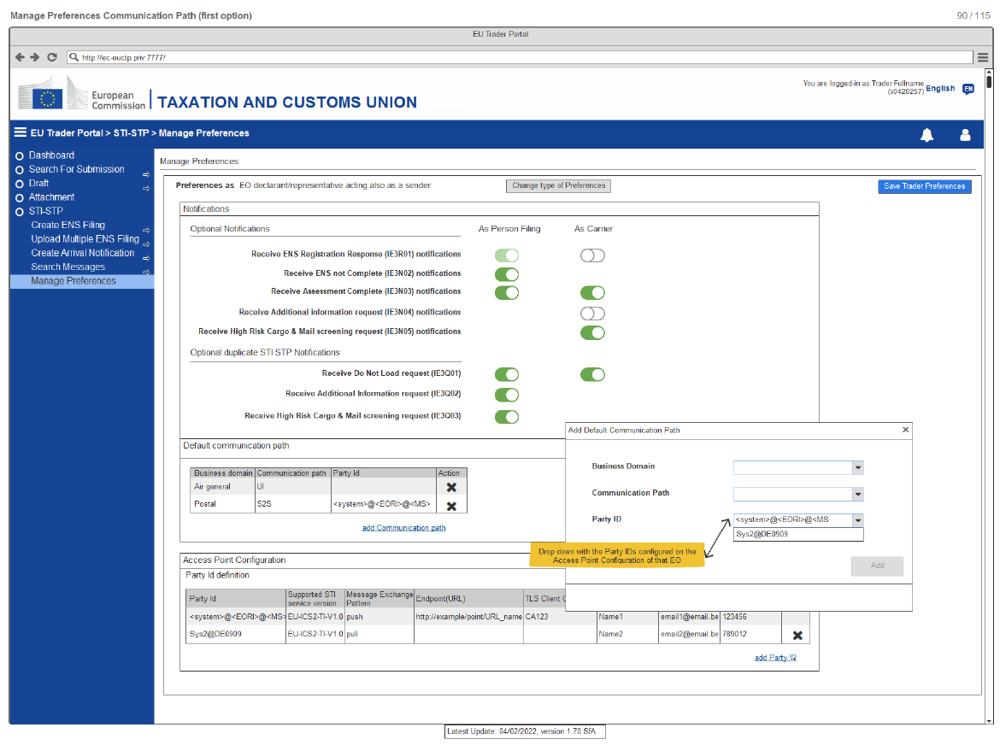 Manage Preferences Communication Path (first option)
90 / 115
EU Trader Portal
http://ec-euctp.priv:7777/
European
Commission
TAXATION AND CUSTOMS UNION
You are llogged-in as Trader Fullname
(v0420257)
English
EN
EU Trader Portal > STI-STP > Manage Preferences
Dashboard
Search For Submission
Draft
Attachment
STI-STP
Create ENS Filing
Upload Multiple ENS Filing
Create Arrival Notification
Search Messages
Manage Preferences
Manage Preferences
Preferences as EO declarant/representative acting also as a sender
Change type of Preferences
Save Trader Preferences
Notifications
Optional Notifications As Person Filing As Carrier
Receive ENS Registration Response (IE3R01) notifications
Receive ENS not Complete (IE3N02) notifications
Receive Assessment Complete (IE3N03) notifications
Receive Additional information request (IE3N04) notifications
Receive High Risk Cargo & Mail screening request (IE3N05) notifications
Optional duplicate STI STP Notifications
Receive Do Not Load request (IE3Q01)
Receive Additional Information request (IE3Q02)
Receive High Risk Cargo & Mail screening request (IE3Q03)
Default communication path
Business domain Communication path Party Id Action
Air general UI
Postal S2S <system>@<EORI>@<MS>
add Communication path
Add Default Communication Path
Business Domain
Communication Path
Party ID <system>@<EORI>@<MS
Sys2@DE0909
Drop down with the Party IDs configured on the
Access Point Configuration of that EO
Add
Access Point Configuration
Party Id definition
Party Id Supported STI service version Message Exchange Pattern Endpoint(URL) TLS Client C
<system>@<EORI>@<MS> EU-ICS2-TI-V1.0 push http://example/point/URL_name CA123 Name1 email1@email.be 123456
Sys2@DE0909 EU-ICS2-TI-V1.0 pull Name2 email2@email.be 789012
add Party
Latest Update: 04/02/2022, version 1.70 SfA